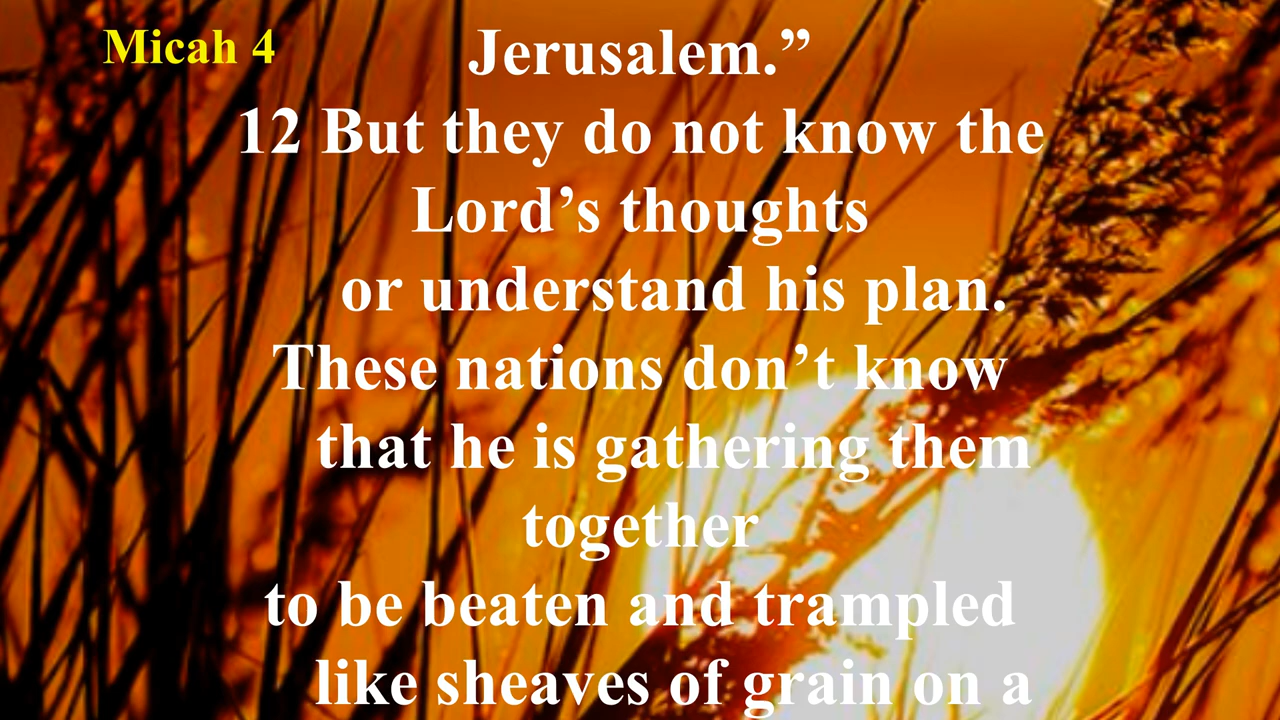 Micah 4
Jerusalem.”
12 But they do not know the
Lord’s thoughts
or understand his plan.
These nations don’t know
that he is gathering them
together
to be beaten and trampled
like sheaves of grain on a